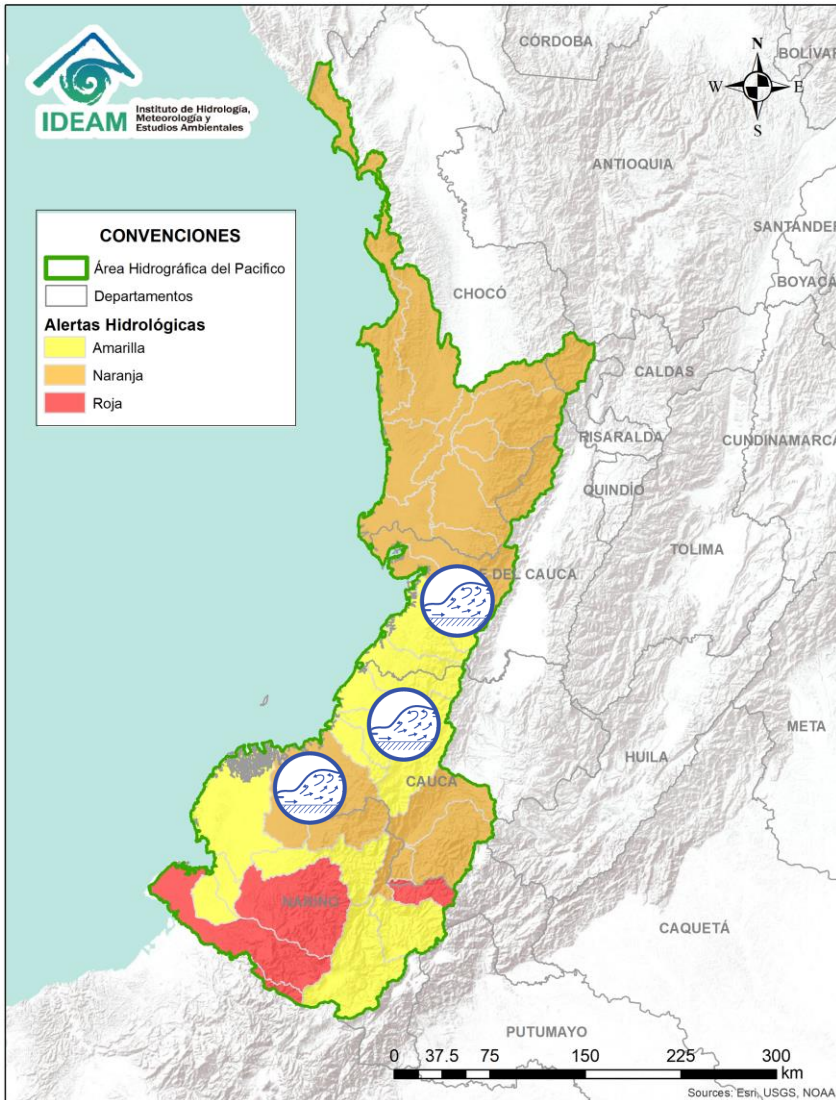 IDEAM
Instituto de Hidrología,
Meteorología y
Estudios Ambientales
CÓRDOBA
BOLÍVAR
N
W
E
S
ANTIOQUIA
CONVENCIONES
Área Hidrográfica del Pacifico
Departamentos
Alertas Hidrológicas
Amarilla
Naranja
Roja
SANTANDER
BOYACÁ
CHOCÓ
CALDAS
RISARALDA
CUNDINAMARCA
QUINDÍO
TOLIMA
E DEL CAUCA
META
HUILA
CAUCA
NARIÑO
CAQUETÁ
PUTUMAYO
0 37.5 75 150 225 300
km
Sources: Esri, USGS, NOAA